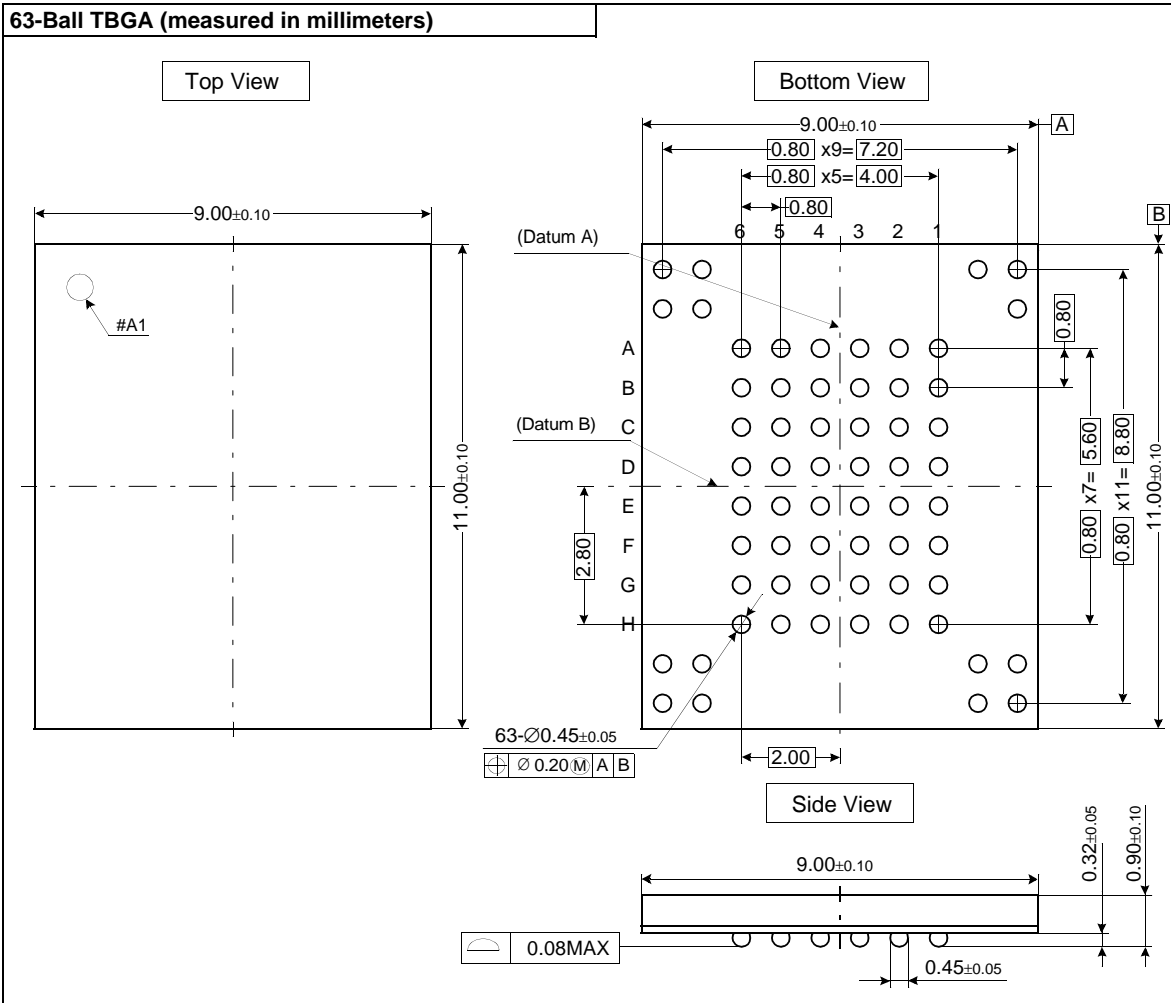 63-Ball TBGA (measured in millimeters)
Top View
Bottom View
9.00±0.10
A
0.80 x9= 7.20
0.80 x5= 4.00
0.80
B
9.00±0.10
(Datum A)
6 5 4 3 2 1
#A1
0.80
A
B
C
(Datum B)
D
E
F
G
H
11.00±0.10
2.80
0.80 x7= 5.60
0.80 x11= 8.80
11.00±0.10
63-∅0.45±0.05
⌖ ∅ 0.20 Ⓜ A B
2.00
Side View
9.00±0.10
0.32±0.05
0.90±0.10
0.08MAX
0.45±0.05